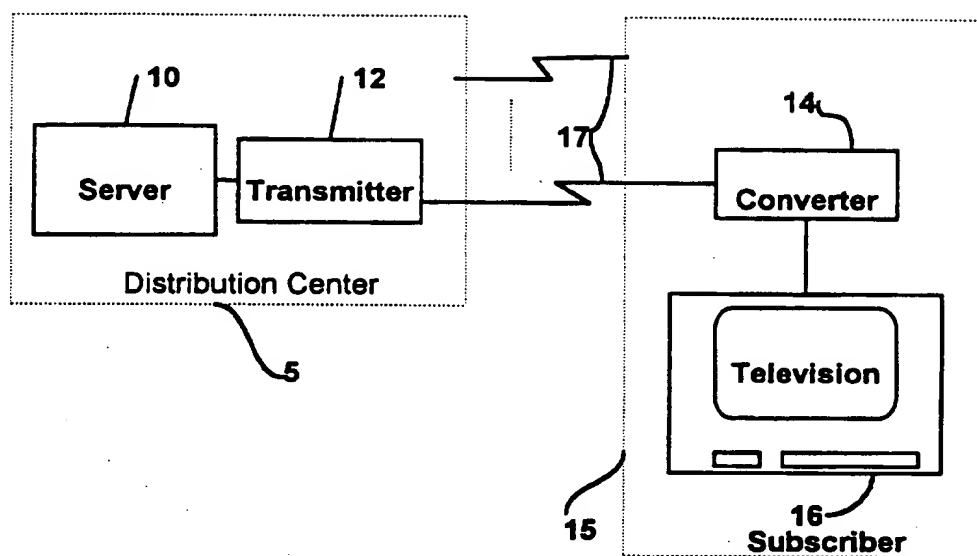 10
12
Server
Transmitter
Distribution Center
5
17
14
Converter
Television
15
16
Subscriber